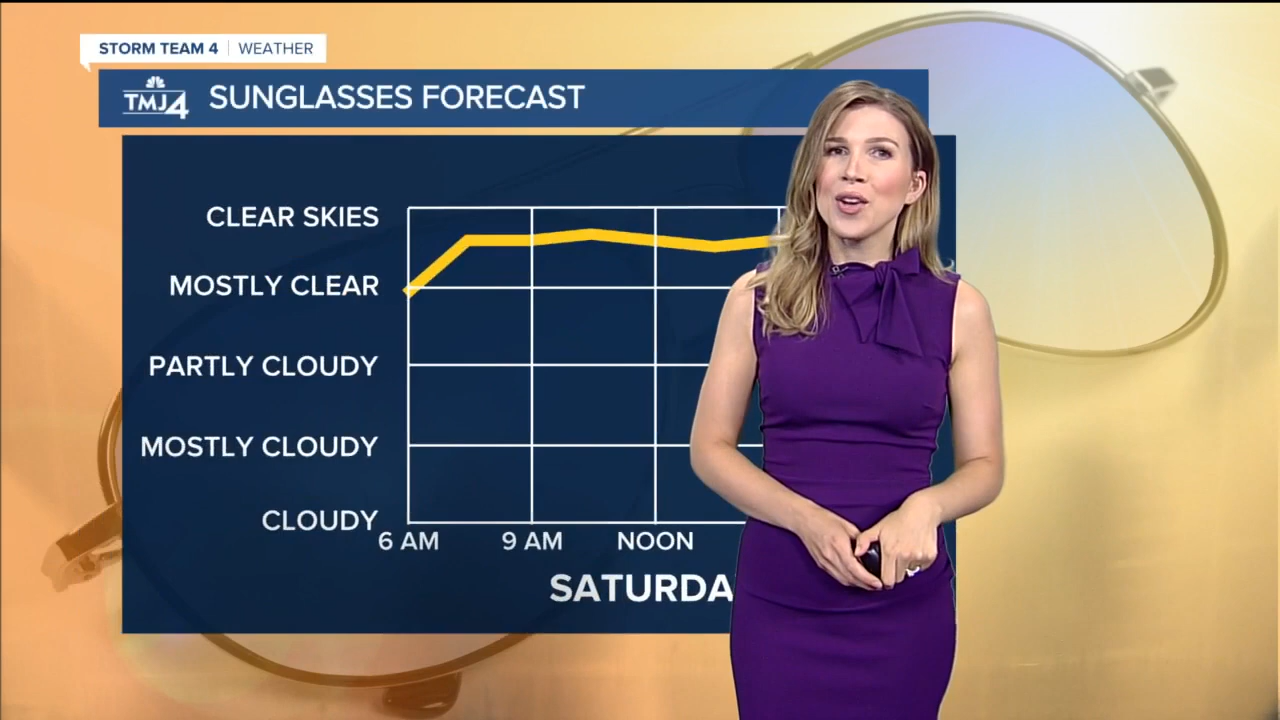 STORM TEAM 4 | WEATHER
TMJ4
SUNGLASSES FORECAST
CLEAR SKIES
MOSTLY CLEAR
PARTLY CLOUDY
MOSTLY CLOUDY
CLOUDY
6 AM 9 AM NOON
SATURDA